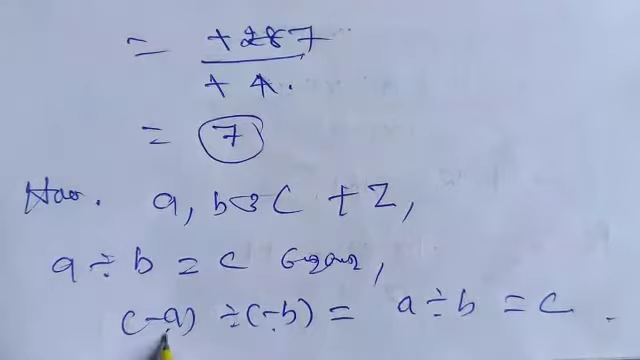 = +287 / +4.
= 7
a, b ও C + Z,
a ÷ b = c
(-a) ÷ (-b) = a ÷ b = c.